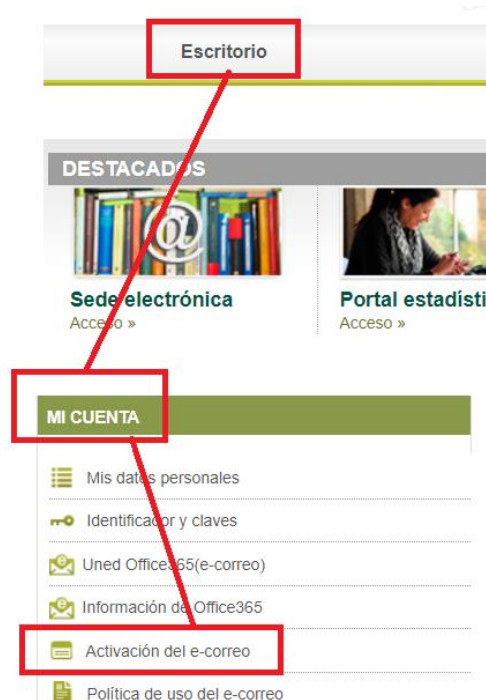 Escritorio
DESTACADOS
Sede electrónica
Acceso »
Portal estadísti
Acceso »
MI CUENTA
Mis datos personales
Identificador y claves
Uned Office365(e-correo)
Información de Office365
Activación del e-correo
Política de uso del e-correo